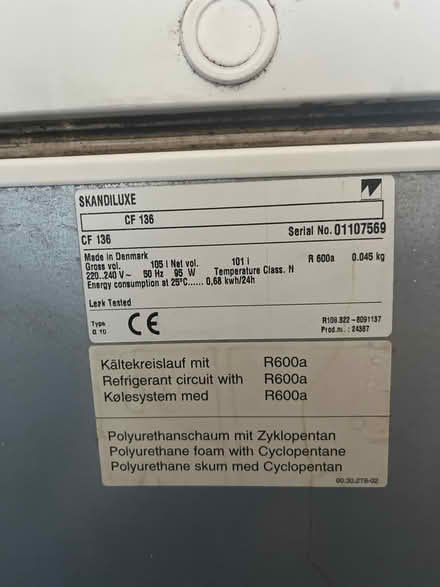 SKANDILUXE
CF 136
CF 136 Serial No. 01107569
Made in Denmark
Gross vol. 105 l Net vol. 101 l R 600a 0.045 kg
220..240 V ~ 50 Hz 95 W Temperature Class. N
Energy consumption at 25°C...... 0,68 kwh/24h
Leak Tested
Type
D 10
CE
R109.822-8091137
Prod.n.: 24387
Kältekreislauf mit R600a
Refrigerant circuit with R600a
Kølesystem med R600a
Polyurethanschaum mit Zyklopentan
Polyurethane foam with Cyclopentane
Polyurethane skum med Cyclopentan
60.30.278-02